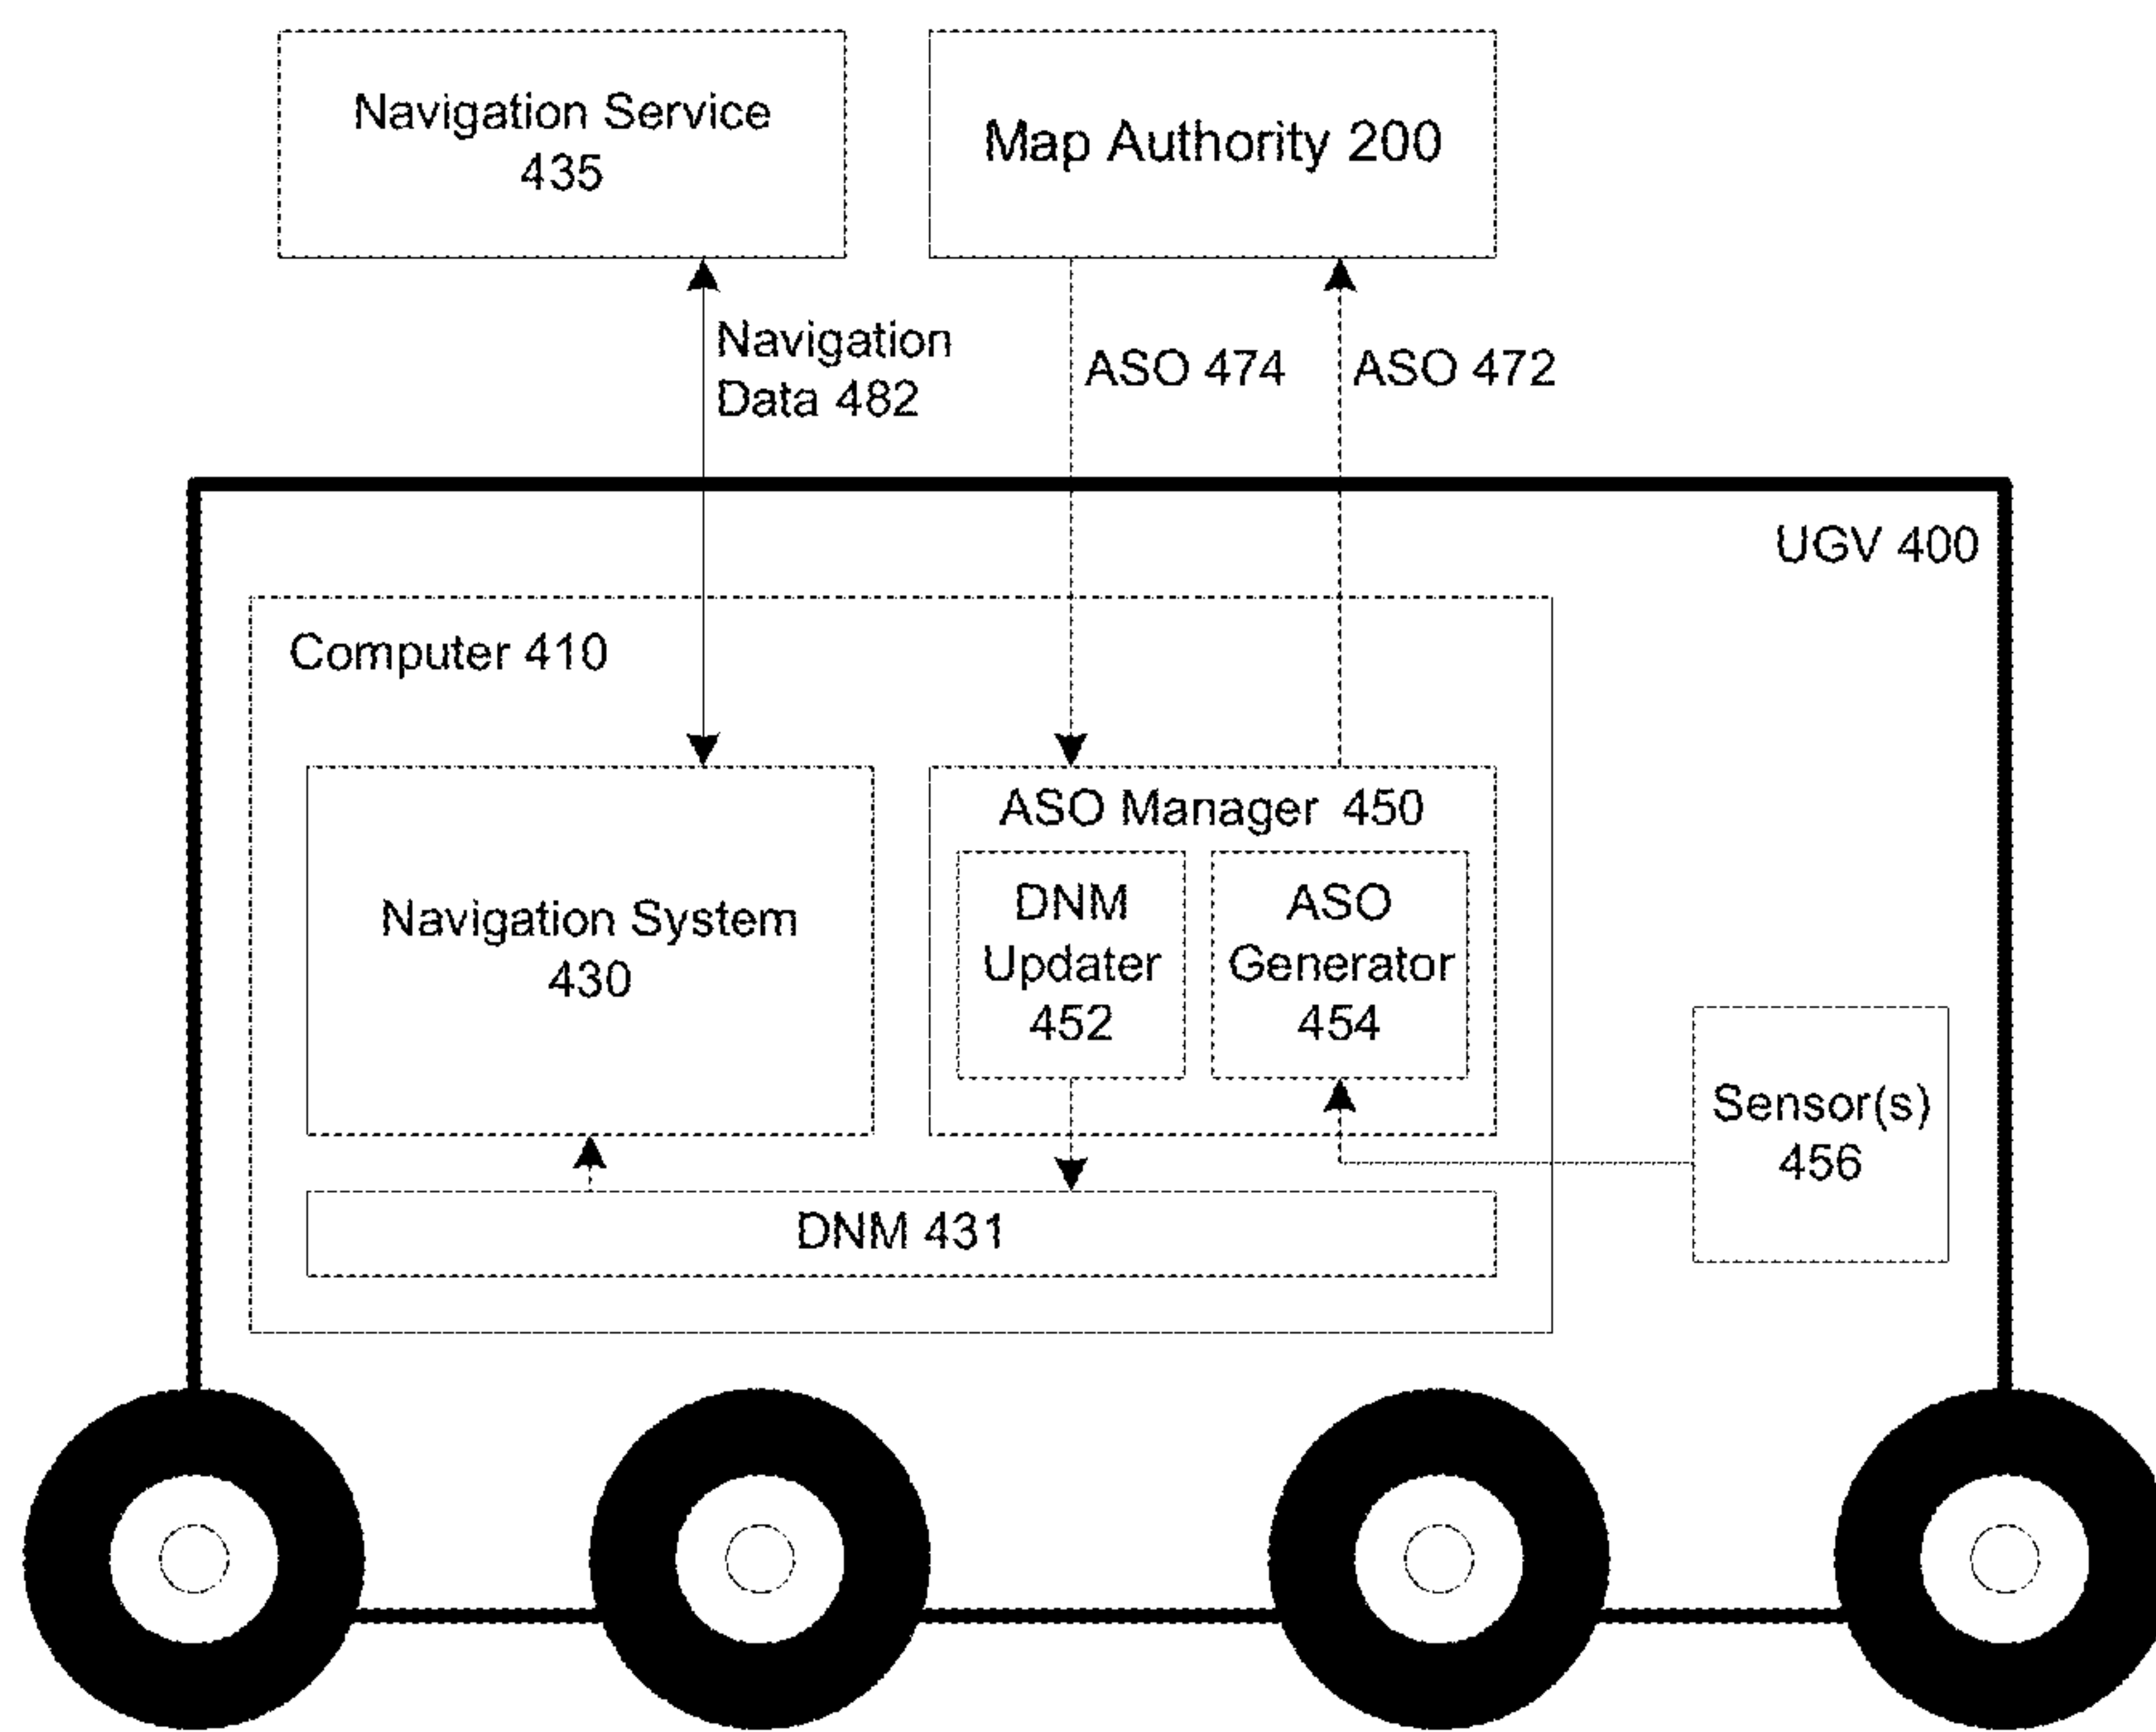 Navigation Service
435
Map Authority 200
Navigation
Data 482
ASO 474
ASO 472
UGV 400
Computer 410
Navigation System
430
ASO Manager 450
DNM
Updater
452
ASO
Generator
454
Sensor(s)
456
DNM 431